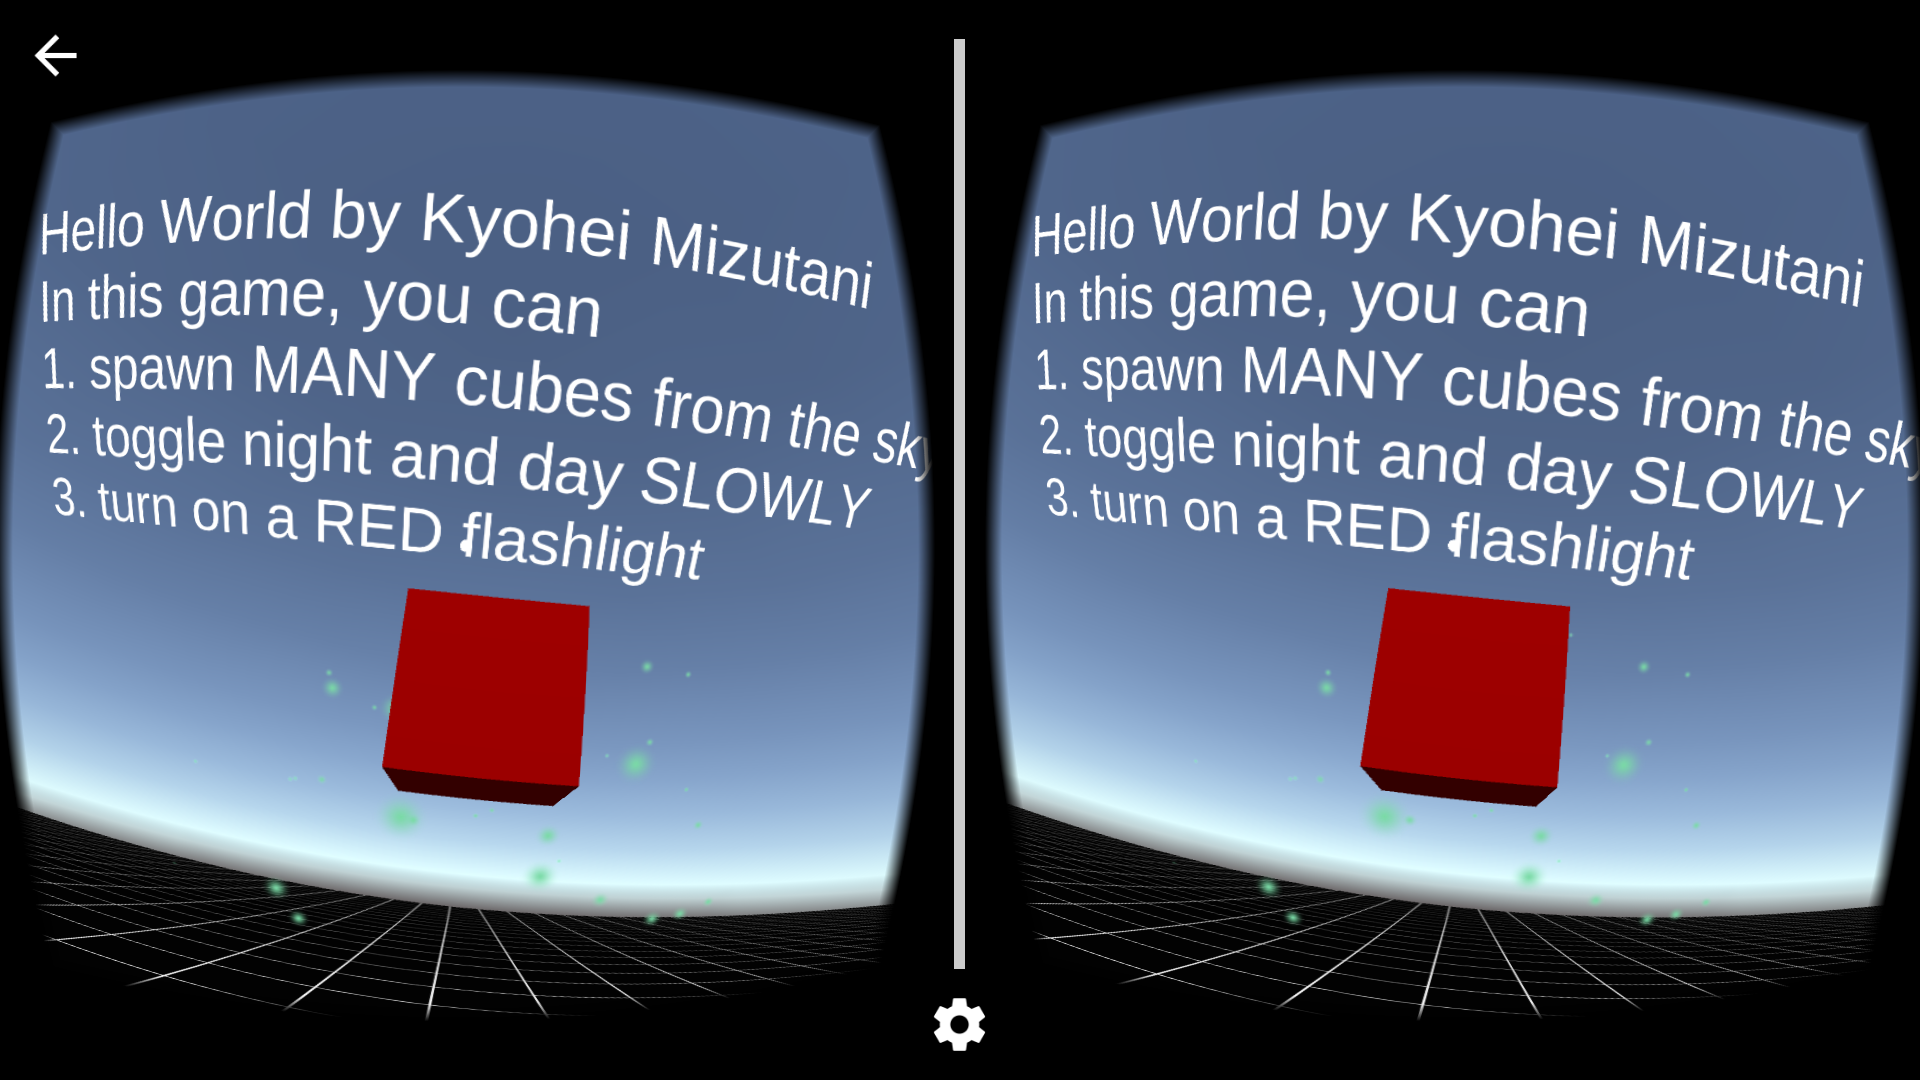 Hello World by Kyohei Mizutani
In this game, you can
1. spawn MANY cubes from the sky
2. toggle night and day SLOWLY
3. turn on a RED flashlight
Hello World by Kyohei Mizutani
In this game, you can
1. spawn MANY cubes from the sky
2. toggle night and day SLOWLY
3. turn on a RED flashlight